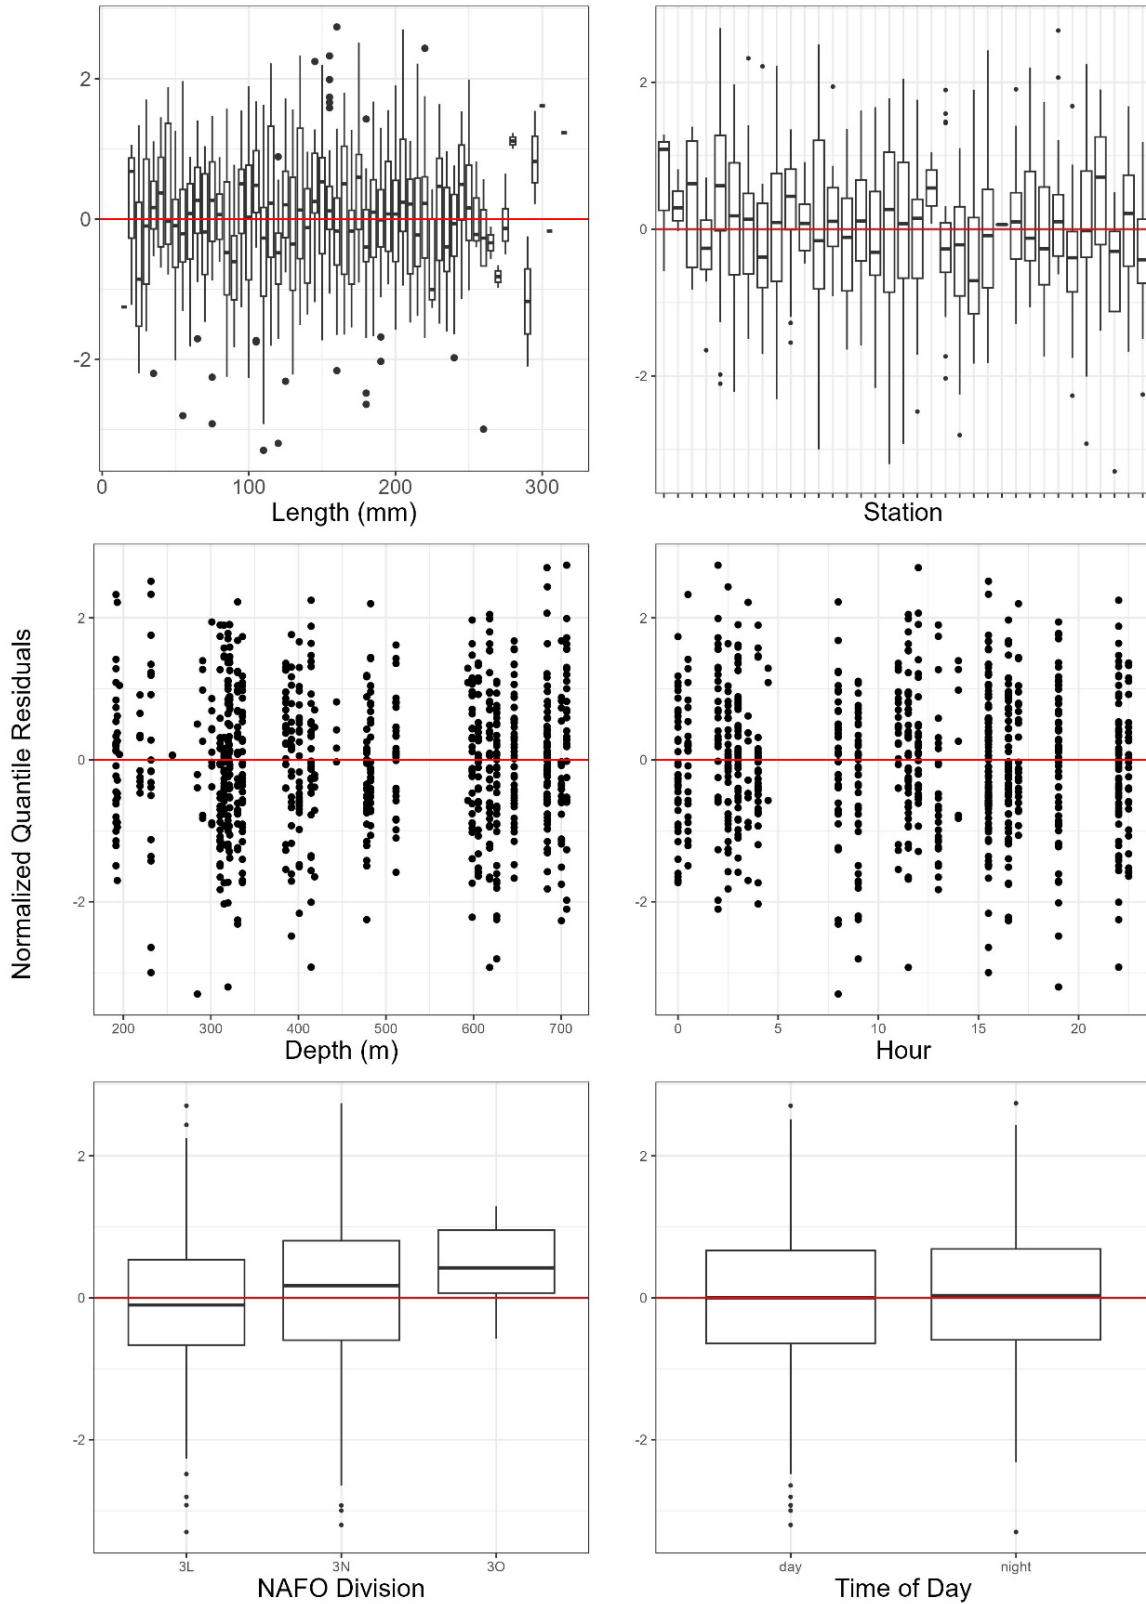 2
0
-2
0
100
200
300
Length (mm)
2
0
-2
Station
Normalized Quantile Residuals
2
0
-2
200
300
400
500
600
700
Depth (m)
2
0
-2
0
5
10
15
20
Hour
2
0
-2
3L
3N
3O
NAFO Division
2
0
-2
day
night
Time of Day